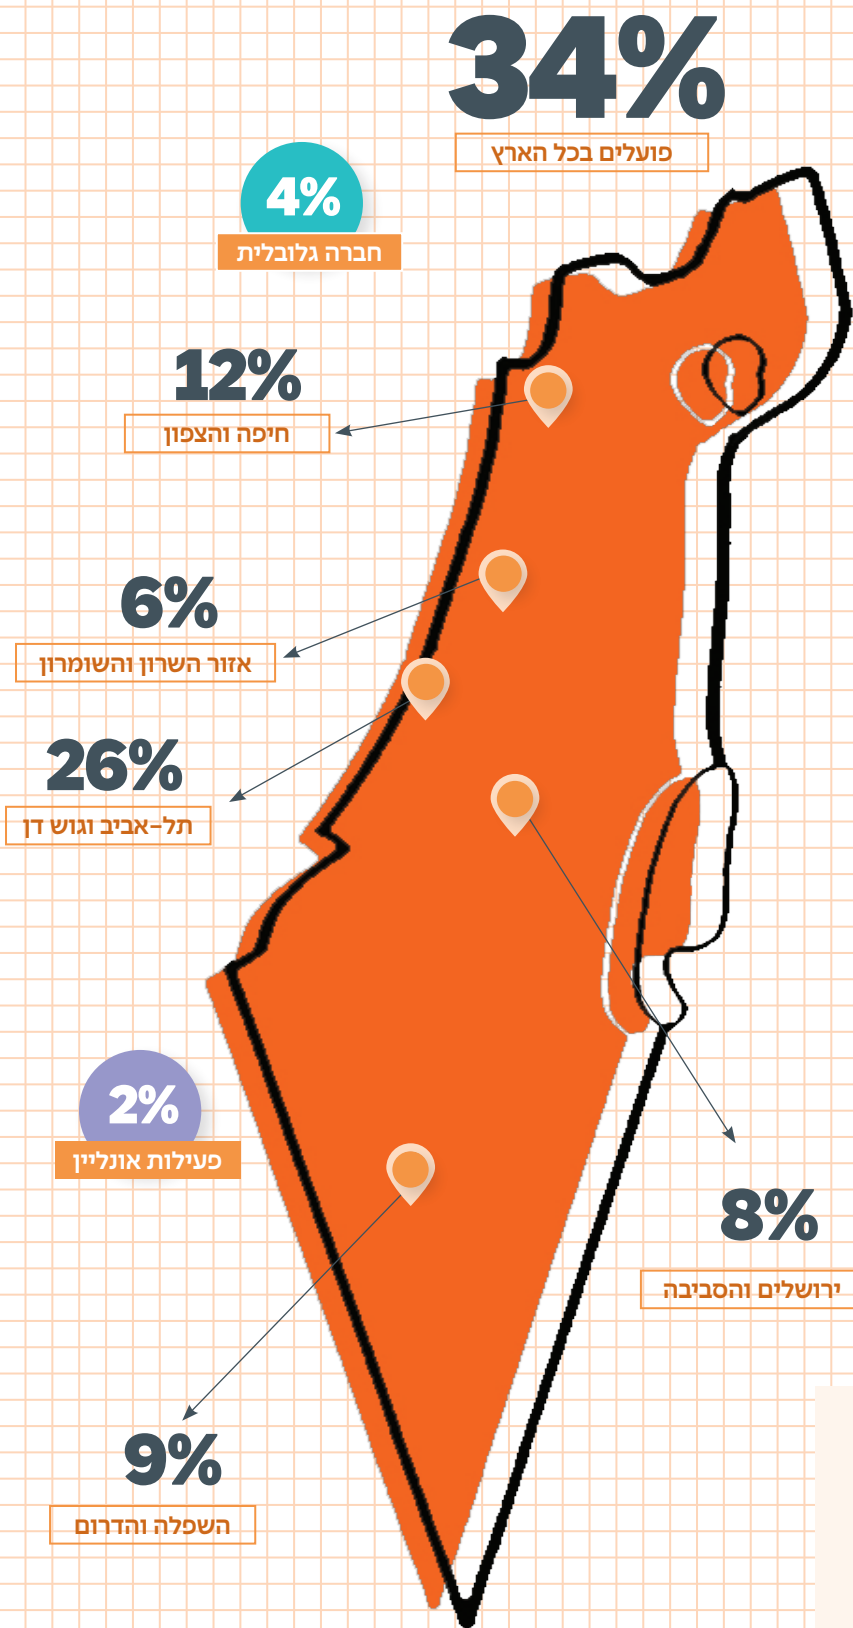 34%
פועלים בכל הארץ
4%
חברה גלובלית
12%
חיפה והצפון
6%
אזור השרון והשומרון
26%
תל-אביב וגוש דן
2%
פעילות אונליין
8%
ירושלים והסביבה
9%
השפלה והדרום